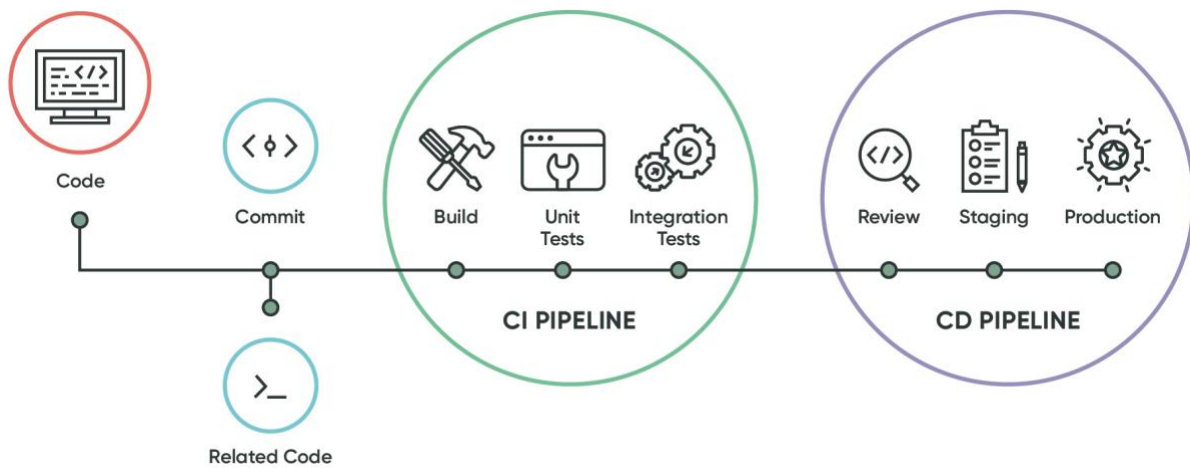 Code
Commit
Build
Unit
Tests
Integration
Tests
Review
Staging
Production
CI PIPELINE
CD PIPELINE
Related Code